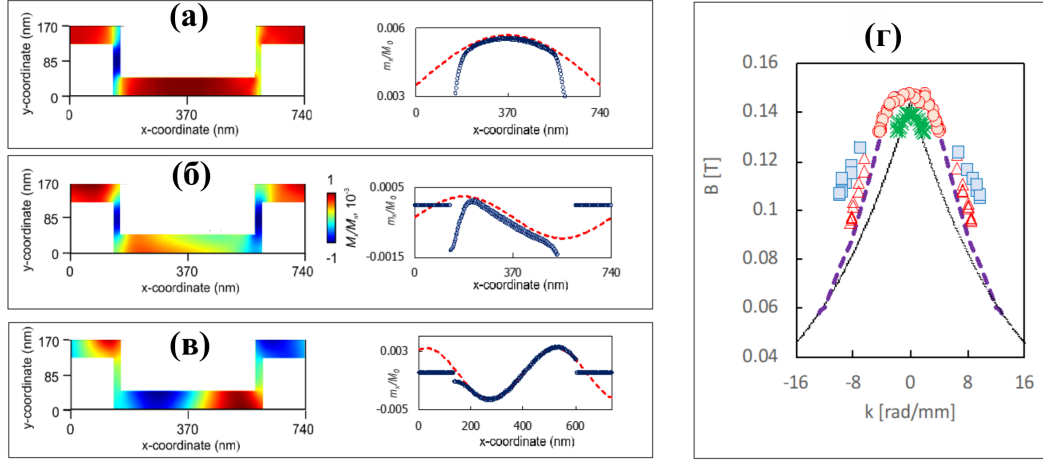 (а)
170
85
0
y-coordinate (nm)
0
370
740
x-coordinate (nm)
0.006
0.003
mₓ/M₀
0
370
740
x-coordinate (nm)
(б)
170
85
0
y-coordinate (nm)
0
370
740
x-coordinate (nm)
1
-1
0.0005
-0.0015
0
370
740
x-coordinate (nm)
(в)
170
85
0
y-coordinate (nm)
0
370
740
x-coordinate (nm)
0.003
-0.005
mₓ/M₀
0
200
400
600
x-coordinate (nm)
(г)
0.16
0.14
0.12
0.1
0.08
0.06
0.04
B [T]
-16
-8
0
8
16
k [rad/mm]